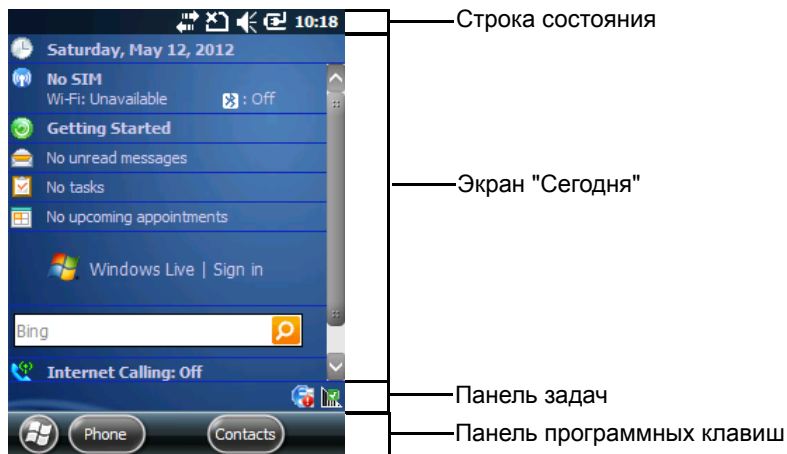 10:18
Строка состояния
Saturday, May 12, 2012
No SIM
Wi-Fi: Unavailable : Off
Getting Started
No unread messages
No tasks
Экран "Сегодня"
No upcoming appointments
Windows Live | Sign in
Bing
Internet Calling: Off
Панель задач
Phone Contacts
Панель программных клавиш